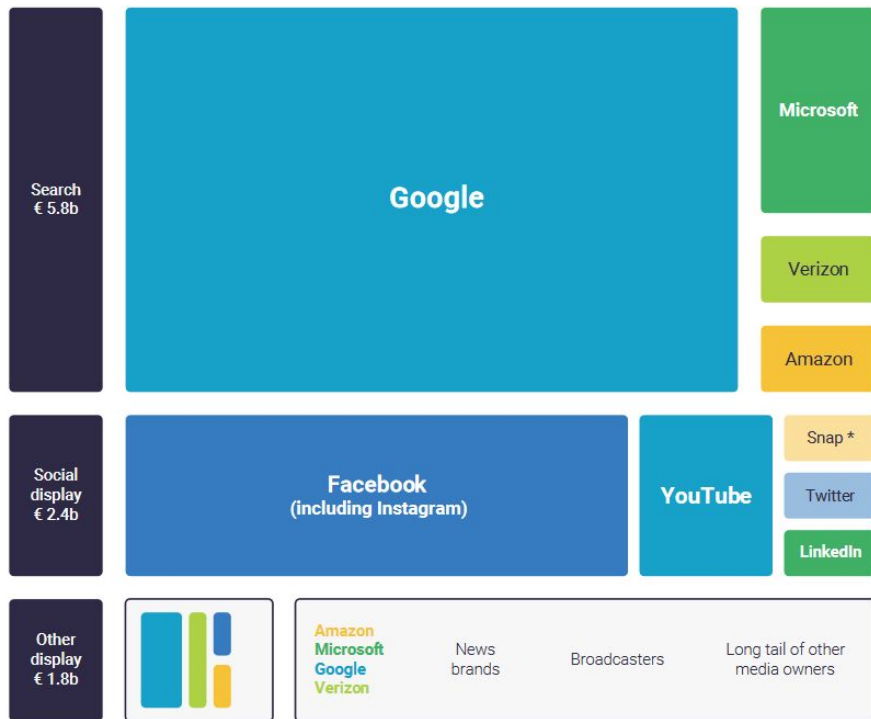 Search
€ 5.8b
Google
Microsoft
Verizon
Amazon
Social
display
€ 2.4b
Facebook
(including Instagram)
YouTube
Snap *
Twitter
LinkedIn
Other
display
€ 1.8b
Amazon
Microsoft
Google
Verizon
News
brands
Broadcasters
Long tail of other
media owners